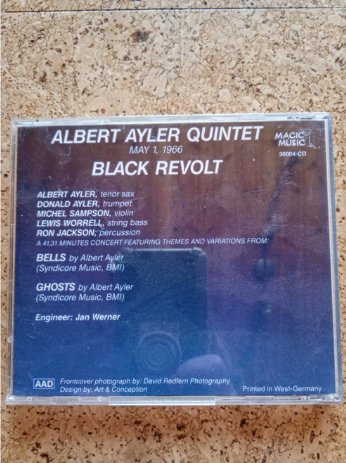 ALBERT AYLER QUINTET
MAY 1, 1966
MAGIC MUSIC
30004-CD
BLACK REVOLT
ALBERT AYLER, tenor sax
DONALD AYLER, trumpet
MICHEL SAMPSON, violin
LEWIS WORRELL, string bass
RON JACKSON, percussion
A 41,31 MINUTES CONCERT FEATURING THEMES AND VARIATIONS FROM:
BELLS by Albert Ayler
(Syndicore Music, BMI)
GHOSTS by Albert Ayler
(Syndicore Music, BMI)
Engineer: Jan Werner
AAD
Frontcover photograph by: David Redfern Photography
Design by: Art & Conception
Printed in West-Germany